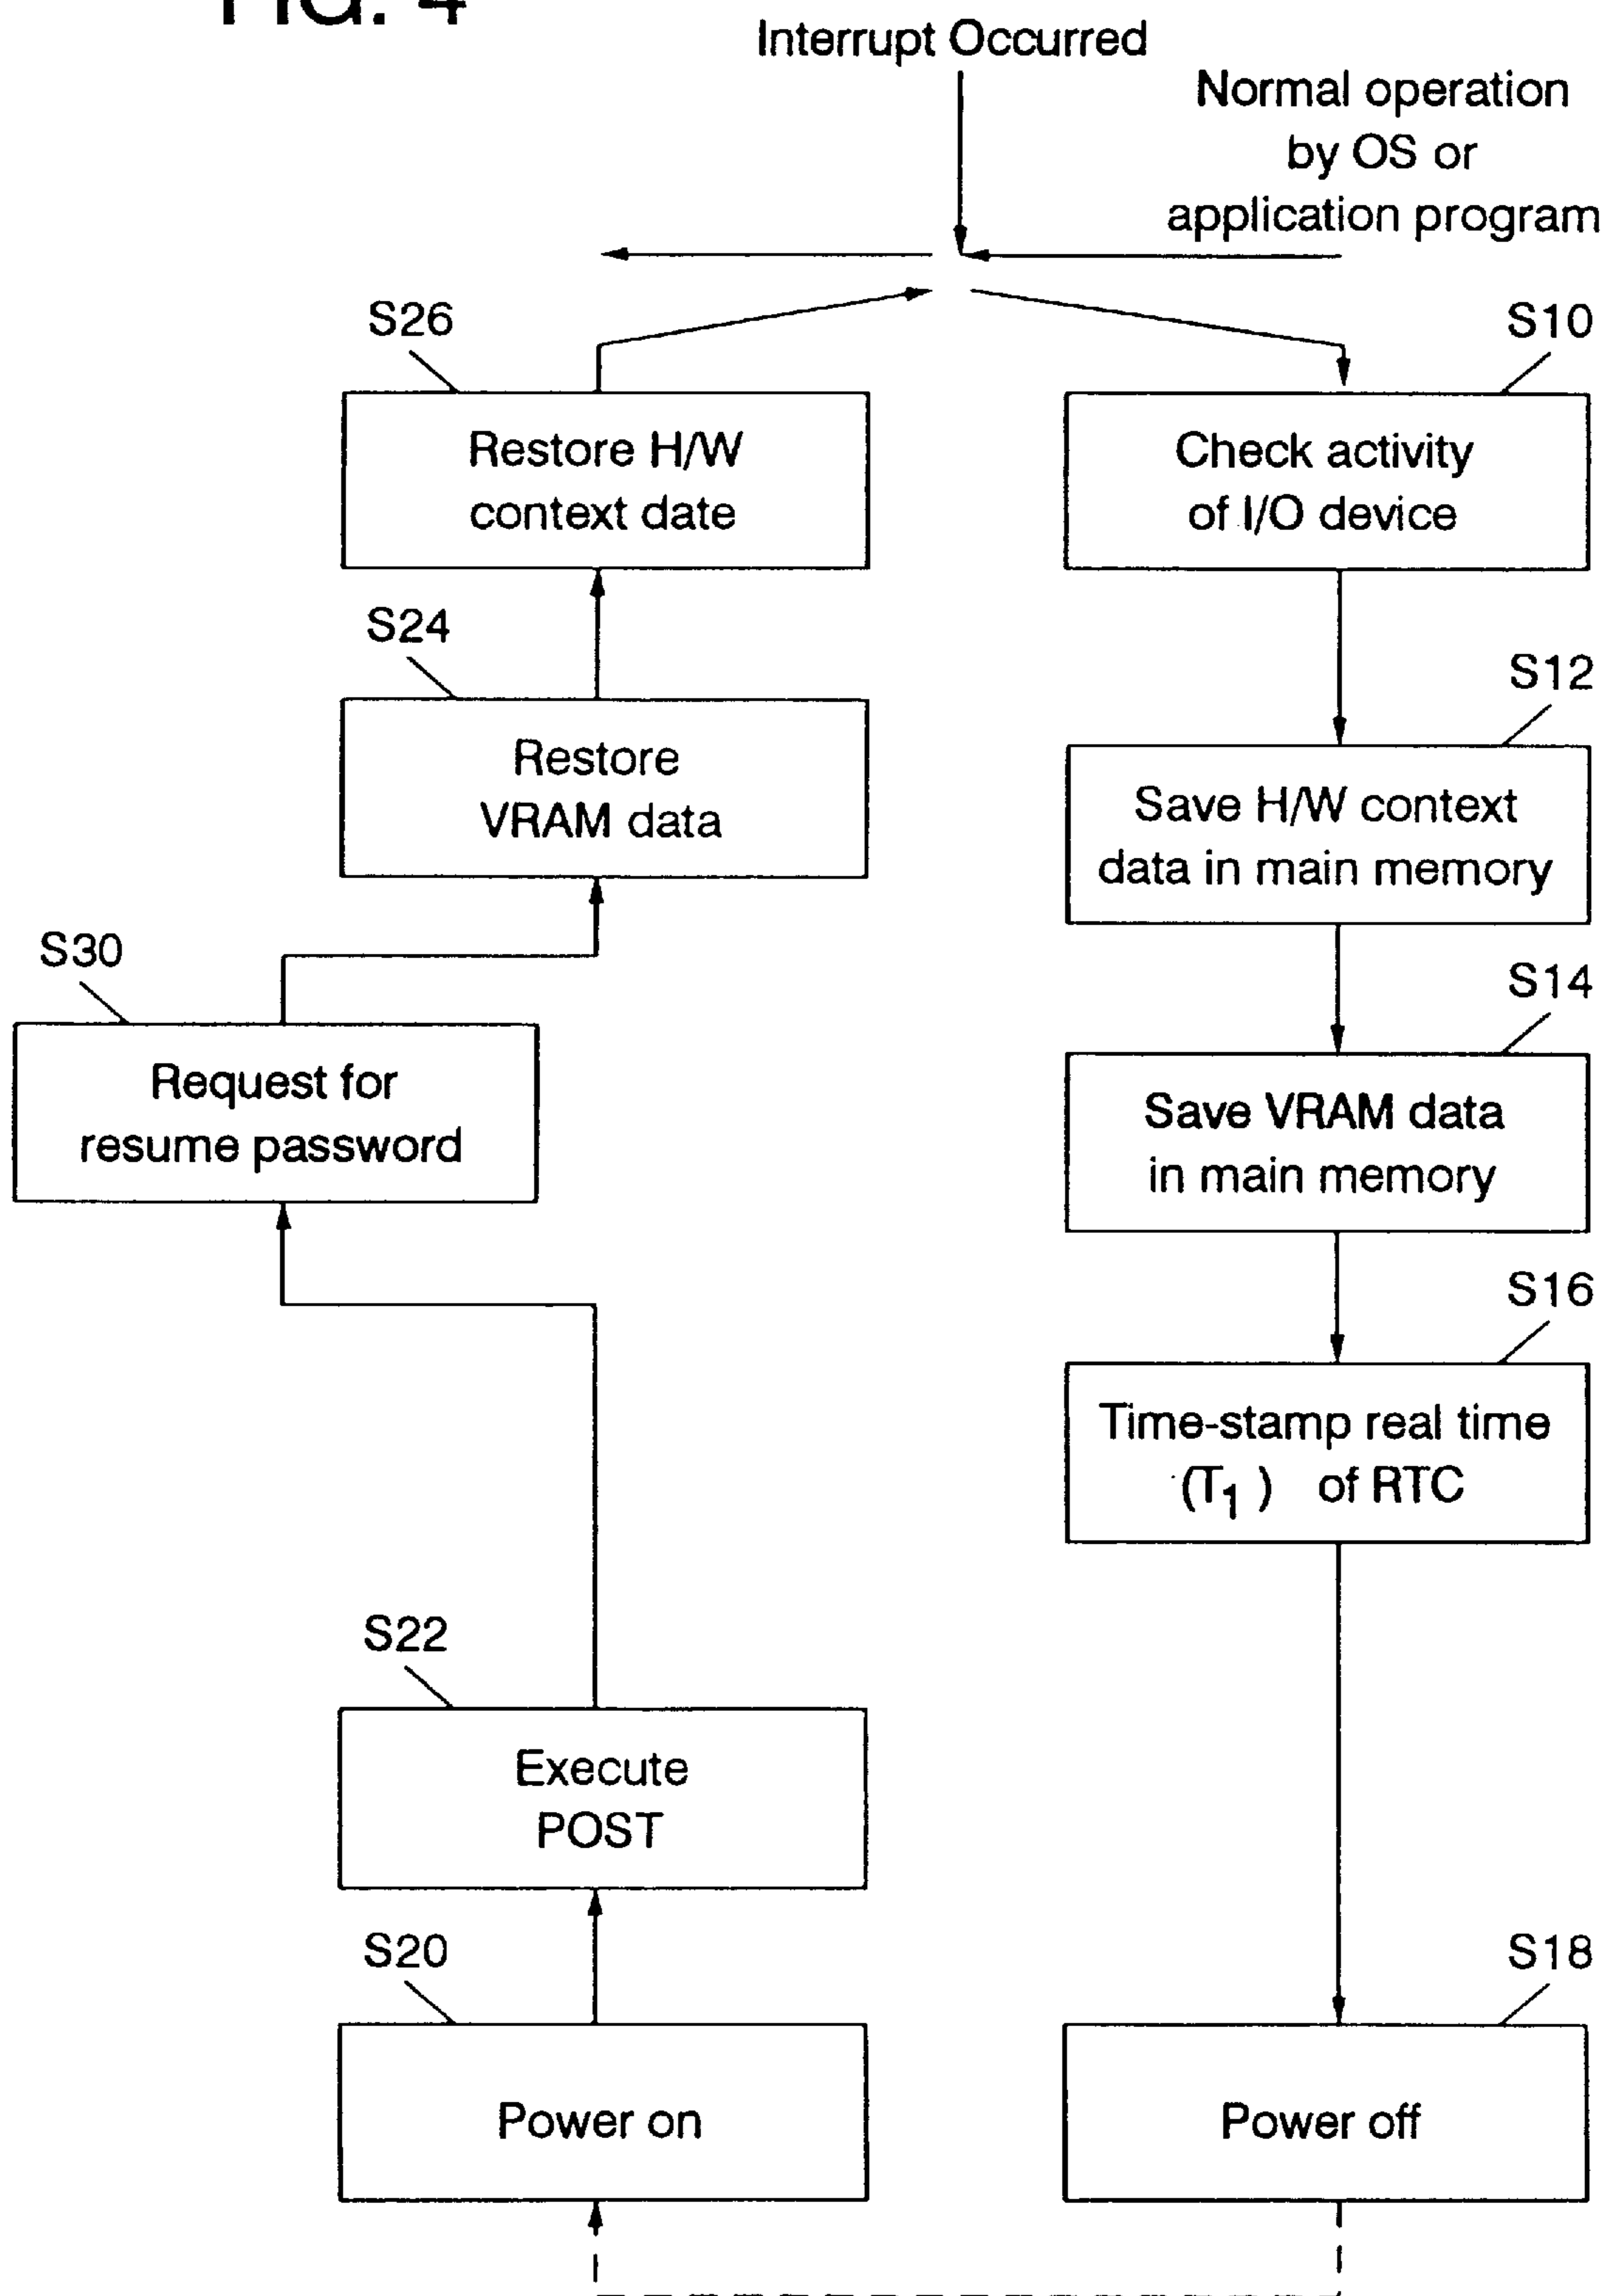 FIG. 4
Interrupt Occurred
Normal operation
by OS or
application program
S26
Restore H/W
context date
S10
Check activity
of I/O device
S24
Restore
VRAM data
S12
Save H/W context
data in main memory
S30
Request for
resume password
S14
Save VRAM data
in main memory
S16
Time-stamp real time
(T1) of RTC
S22
Execute
POST
S20
Power on
S18
Power off